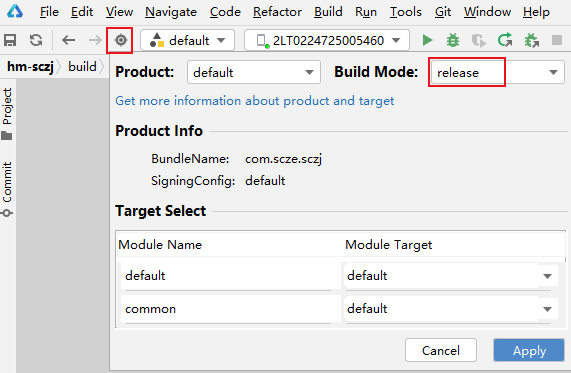 File Edit View Navigate Code Refactor Build Run Tools Git Window Help
default 2LT0224725005460
hm-sczj build
Product: default Build Mode: release
Get more information about product and target
Project
Commit
Product Info
BundleName: com.scze.sczj
SigningConfig: default
Target Select
Module Name Module Target
default default
common default
Cancel Apply